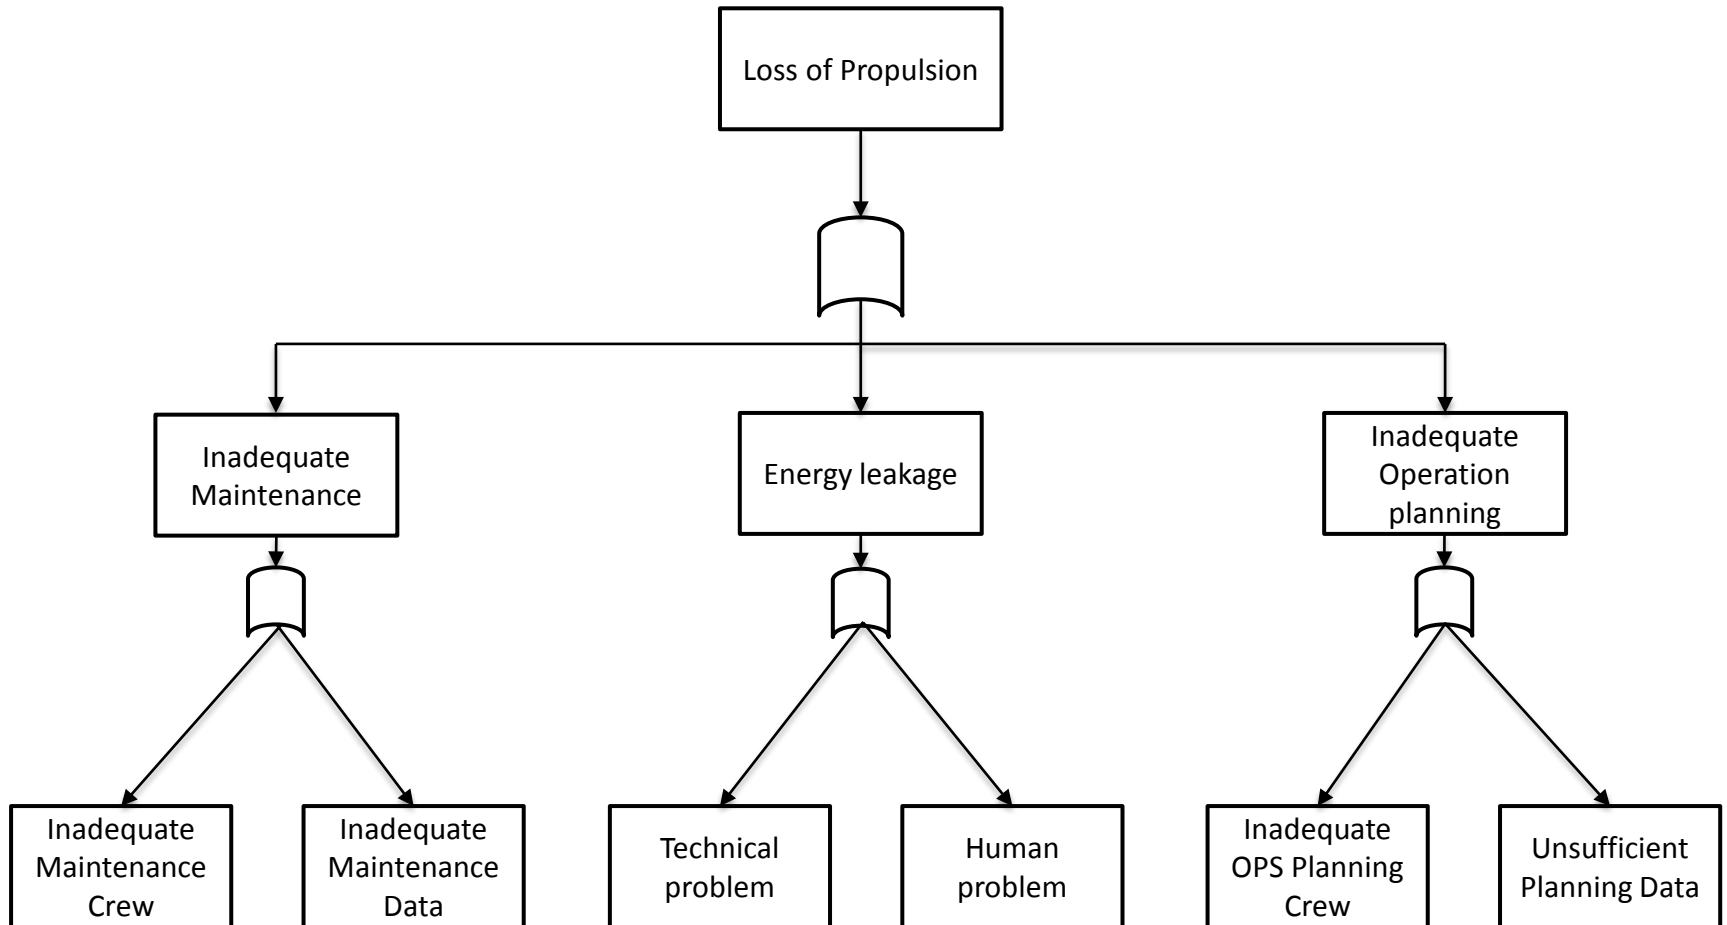 Loss of Propulsion
Inadequate
Maintenance
Energy leakage
Inadequate
Operation
planning
Inadequate
Maintenance
Crew
Inadequate
Maintenance
Data
Technical
problem
Human
problem
Inadequate
OPS Planning
Crew
Unsufficient
Planning Data